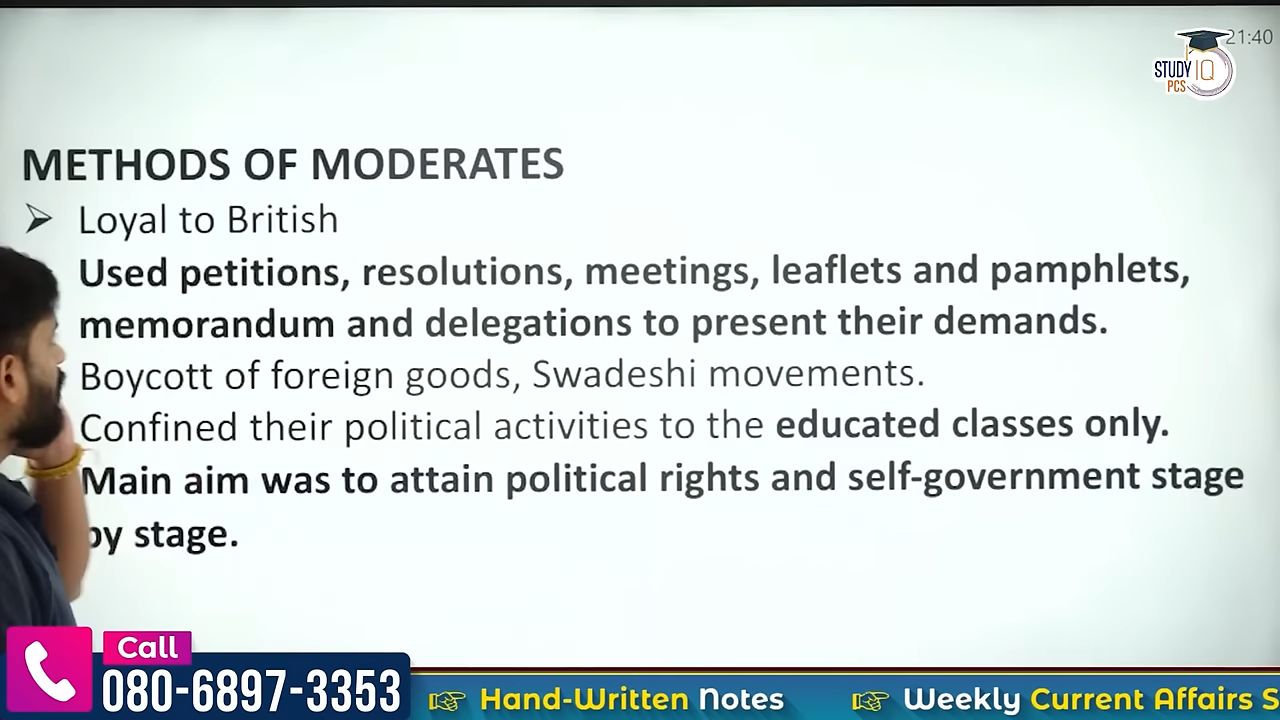 21:40
STUDY IQ
PCS
METHODS OF MODERATES
Loyal to British
Used petitions, resolutions, meetings, leaflets and pamphlets,
memorandum and delegations to present their demands.
Boycott of foreign goods, Swadeshi movements.
Confined their political activities to the educated classes only.
Main aim was to attain political rights and self-government stage
by stage.
Call
080-6897-3353
Hand-Written Notes
Weekly Current Affairs S